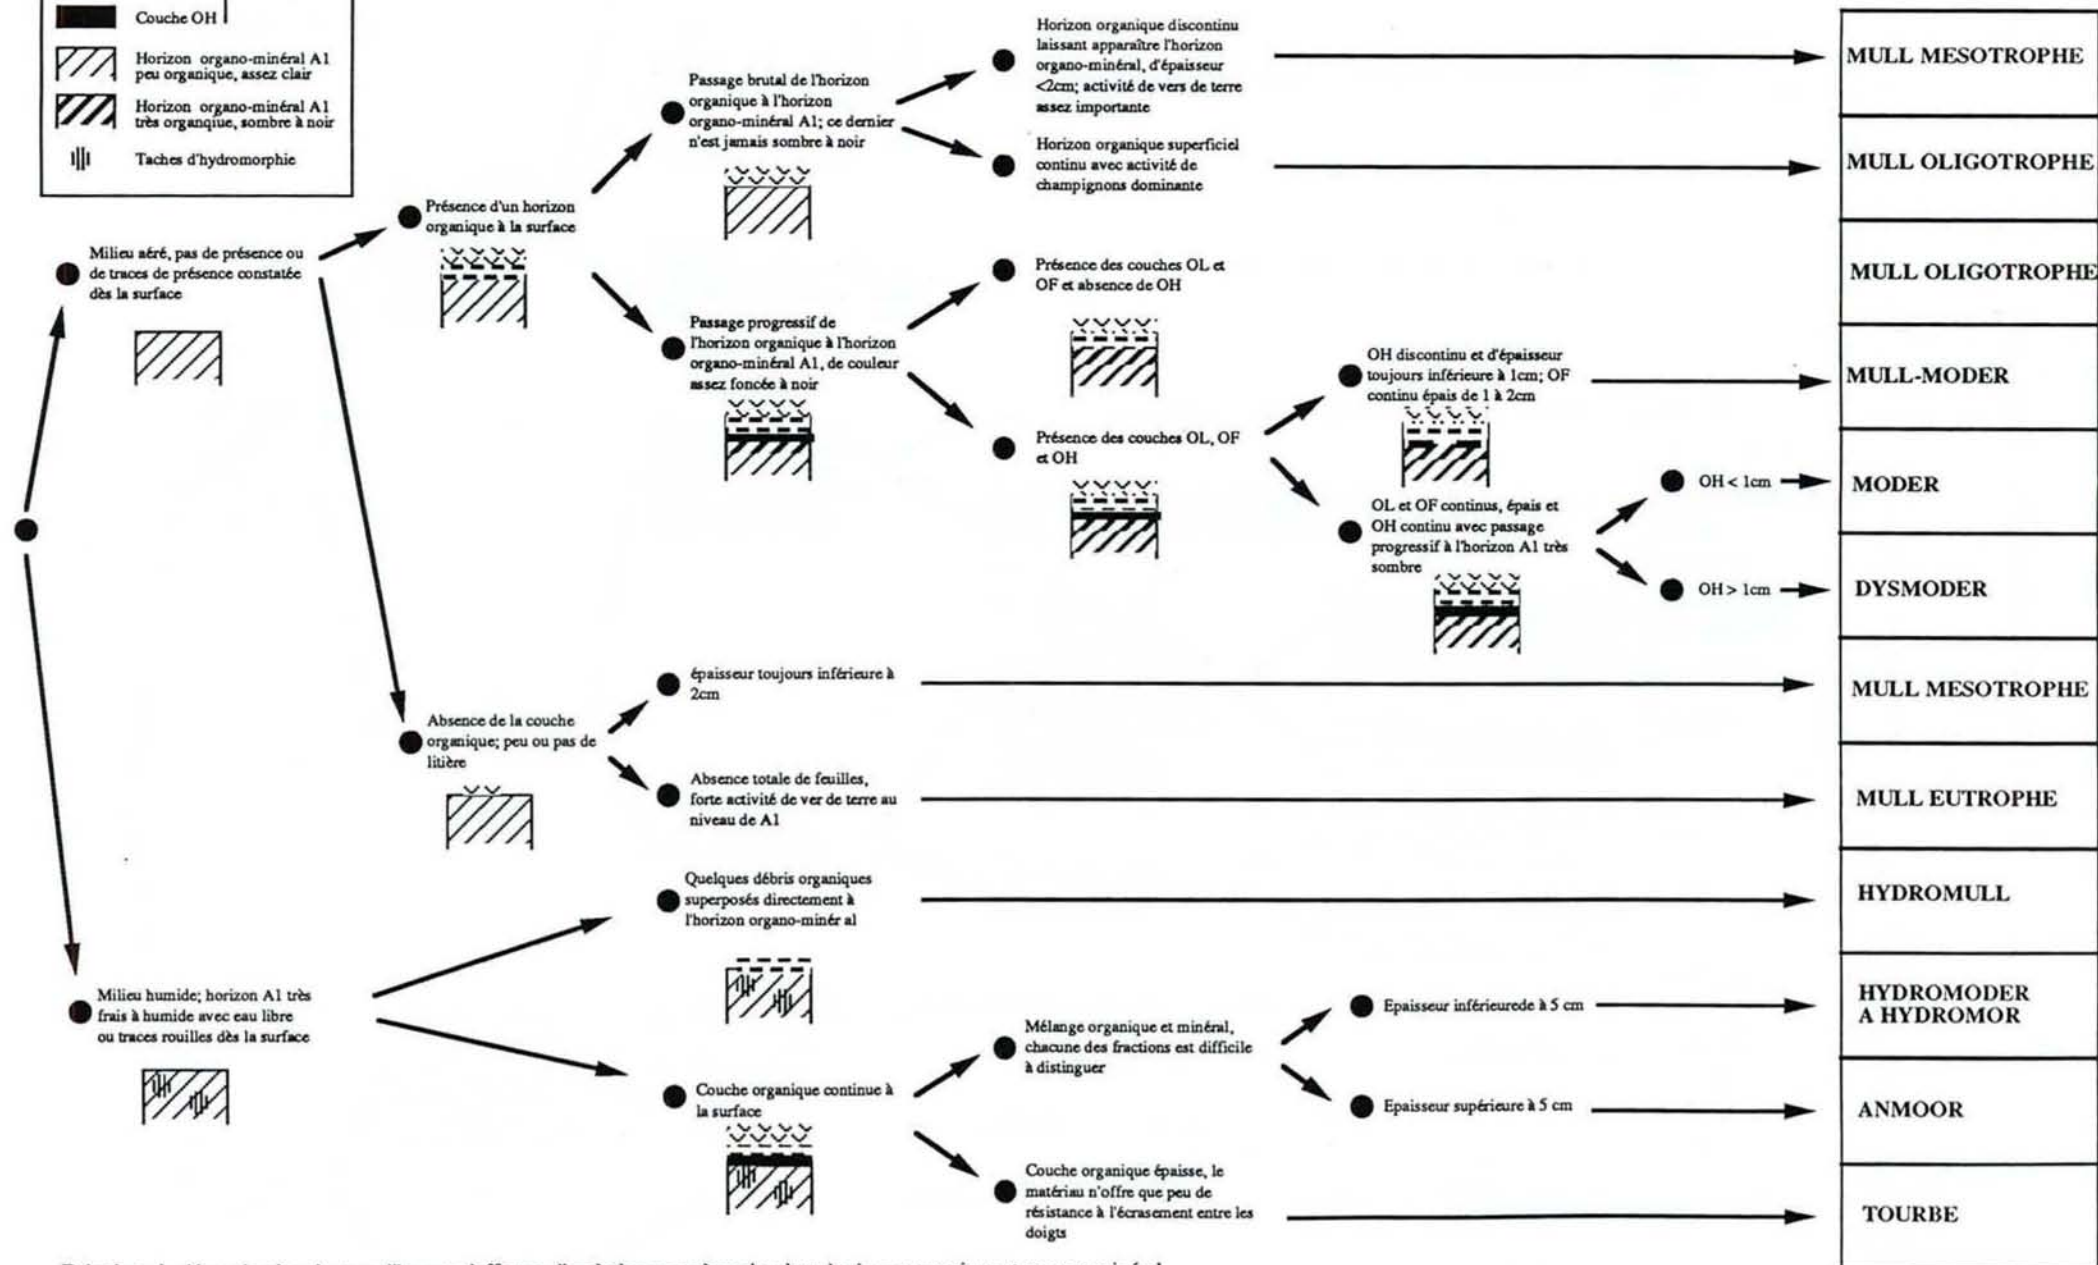 Couche OH
Horizon organo-minéral A1
peu organique, assez clair
Horizon organo-minéral A1
très organqiue, sombre à noir
Taches d'hydromorphie
Milieu aéré, pas de présence ou
de traces de présence constatée
dès la surface
Présence d'un horizon
organique à la surface
Passage brutal de l'horizon
organique à l'horizon
organo-minéral A1; ce dernier
n'est jamais sombre à noir
Horizon organique discontinu
laissant apparaître l'horizon
organo-minéral, d'épaisseur
<2cm; activité de vers de terre
assez importante
MULL MESOTROPHE
Horizon organique superficiel
continu avec activité de
champignons dominante
MULL OLIGOTROPHE
Passage progressif de
l'horizon organique à l'horizon
organo-minéral A1, de couleur
assez foncée à noir
Présence des couches OL et
OF et absence de OH
MULL OLIGOTROPHE
Présence des couches OL, OF
et OH
OH discontinu et d'épaisseur
toujours inférieure à 1cm; OF
continu épais de 1 à 2cm
MULL-MODER
OL et OF continus, épais et
OH continu avec passage
progressif à l'horizon A1 très
sombre
OH < 1cm
MODER
OH > 1cm
DYSMODER
Absence de la couche
organique; peu ou pas de
litière
épaisseur toujours inférieure à
2cm
MULL MESOTROPHE
Absence totale de feuilles,
forte activité de ver de terre au
niveau de A1
MULL EUTROPHE
Milieu humide; horizon A1 très
frais à humide avec eau libre
ou traces rouilles dès la surface
Quelques débris organiques
superposés directement à
l'horizon organo-minér al
HYDROMULL
Couche organique continue à
la surface
Mélange organique et minéral,
chacune des fractions est difficile
à distinguer
Epaisseur inférieurede à 5 cm
HYDROMODER
A HYDROMOR
Epaisseur supérieure à 5 cm
ANMOOR
Couche organique épaisse, le
matériau n'offre que peu de
résistance à l'écrasement entre les
doigts
TOURBE